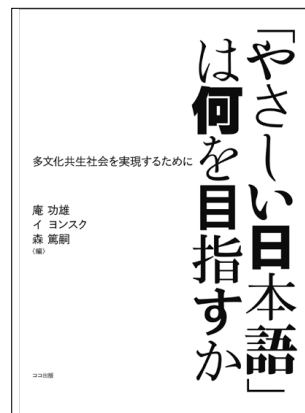 「やさしい日本語」
は何を目指すか
多文化共生社会を実現するために
庵 功雄
イ ヨンスク
森 篤嗣
〈編〉
ココ出版